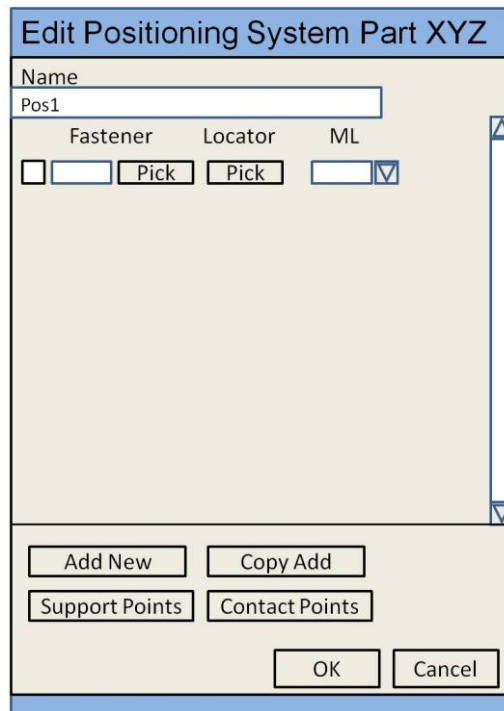 Edit Positioning System Part XYZ
Name
Pos1
Fastener Locator ML
Pick Pick
Add New Copy Add
Support Points Contact Points
OK Cancel